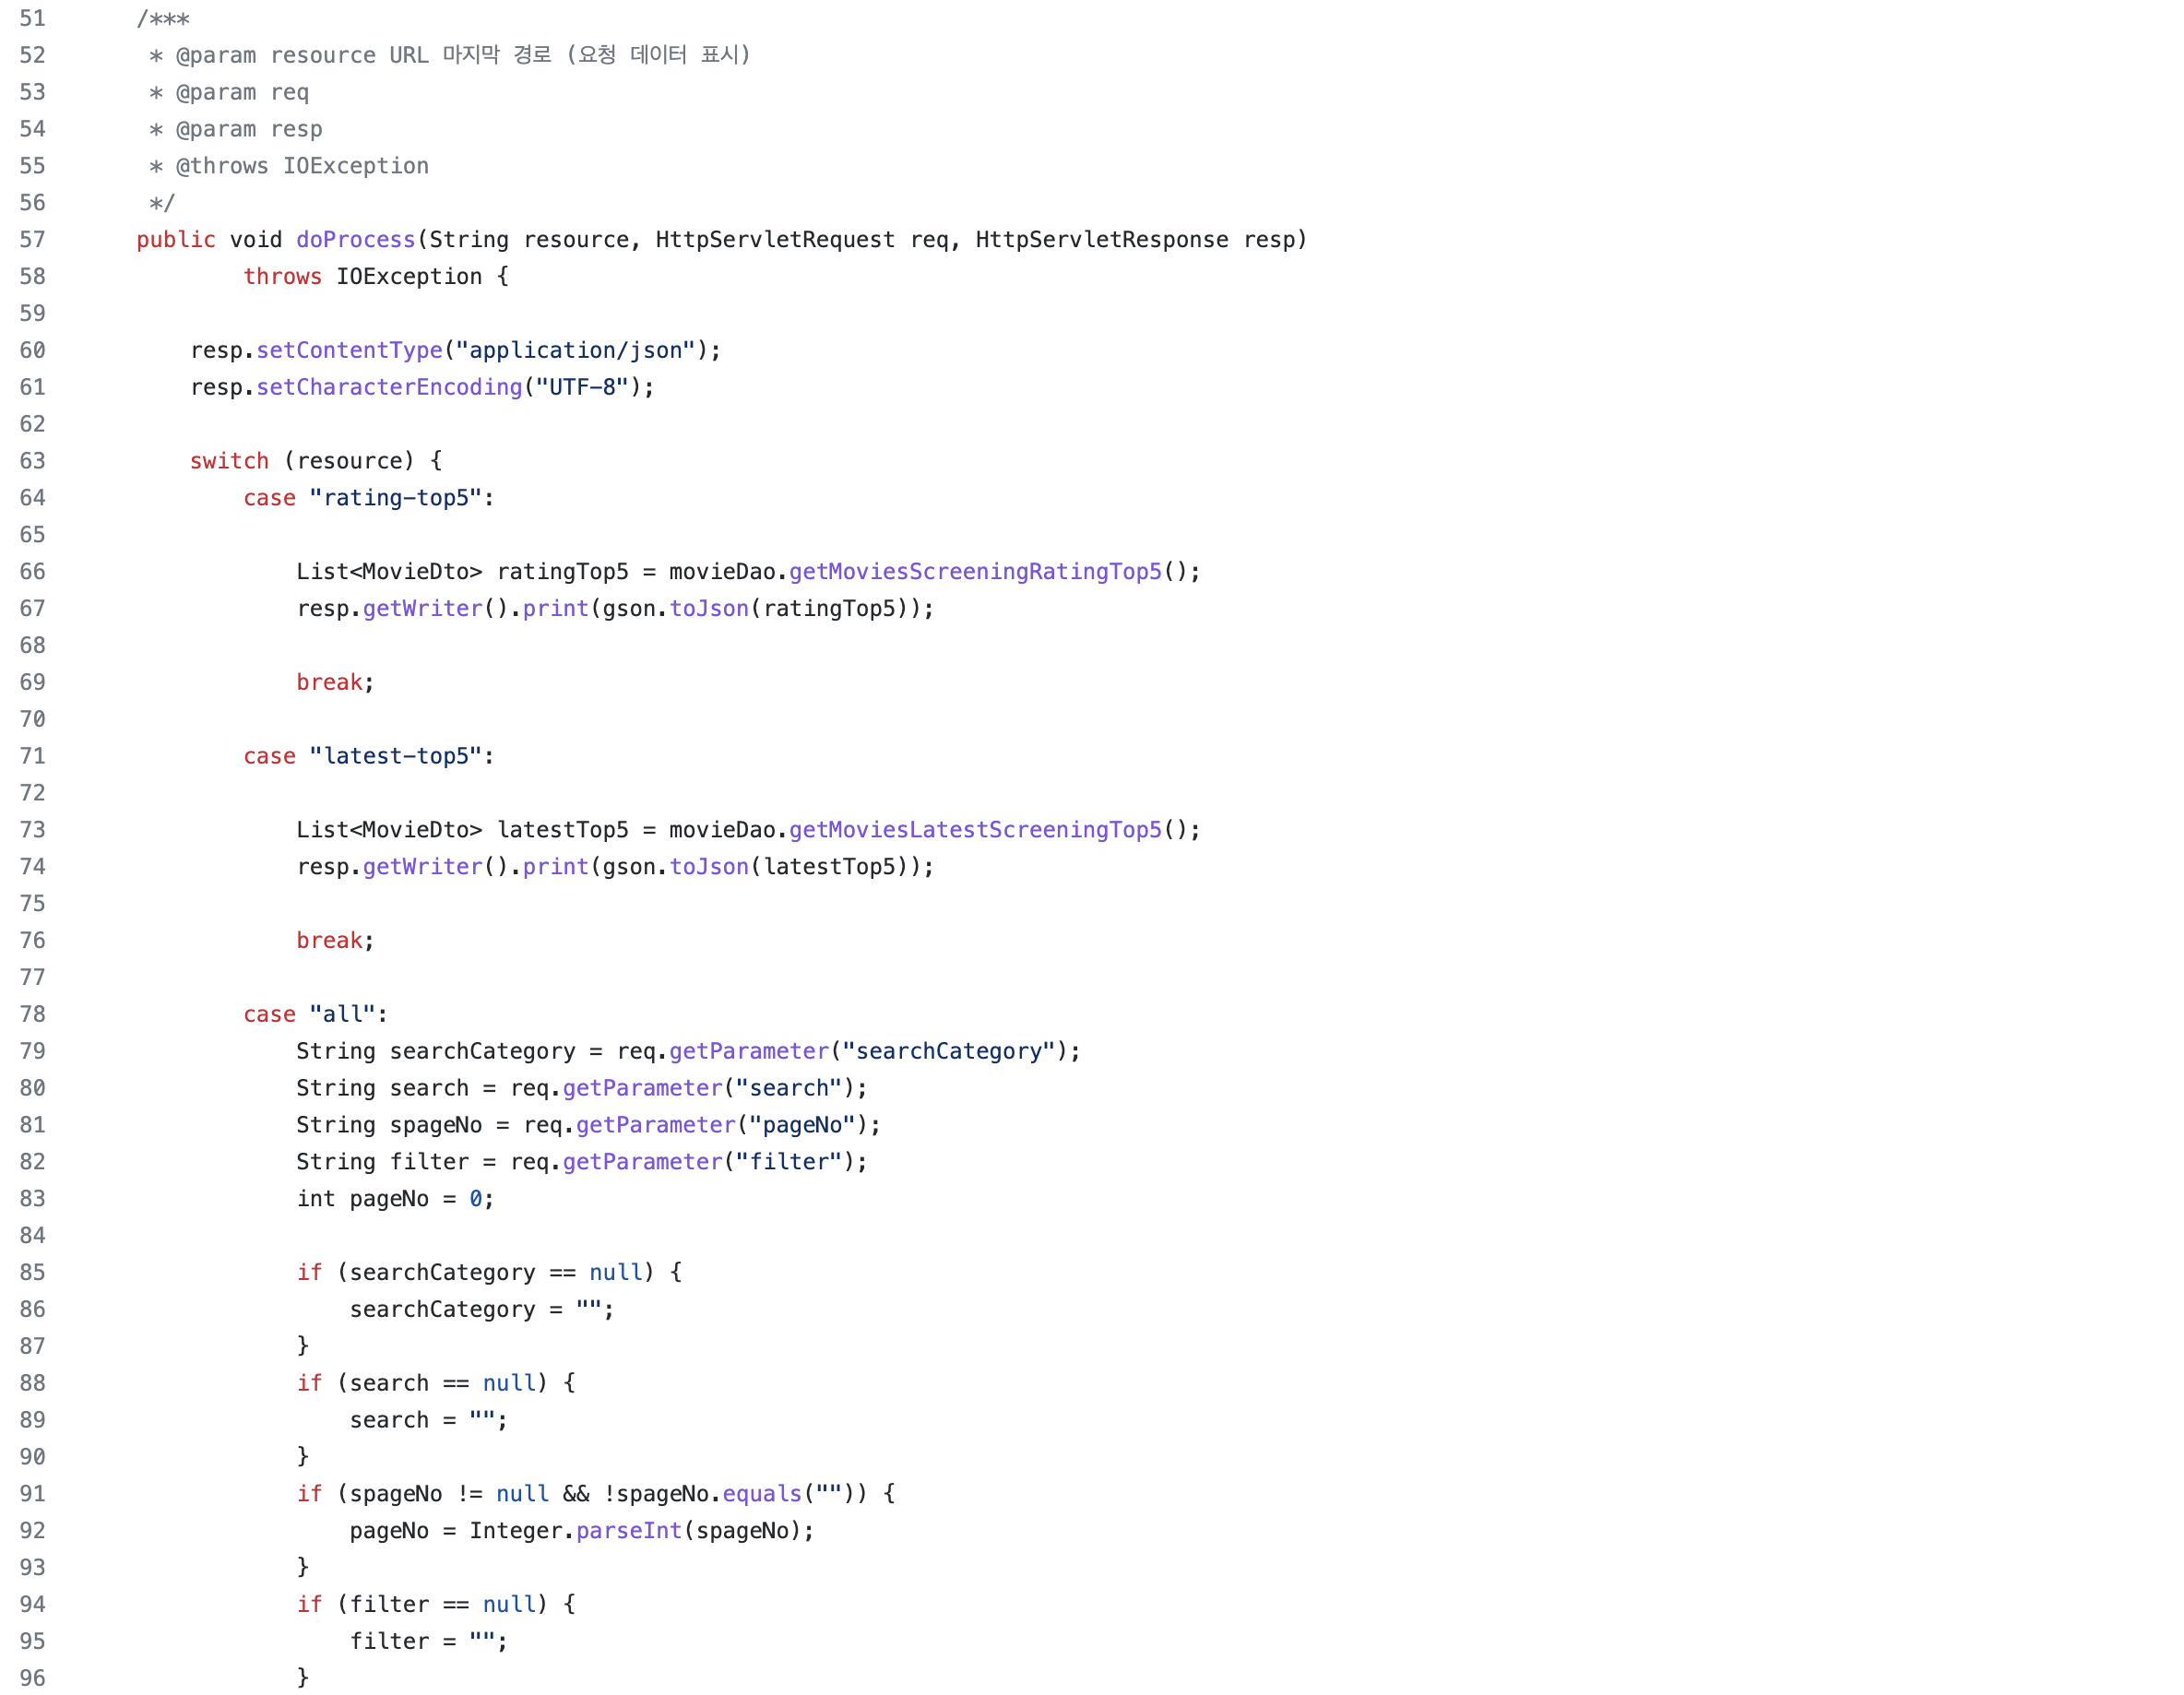 51 /***
52 * @param resource URL 마지막 경로 (요청 데이터 표시)
53 * @param req
54 * @param resp
55 * @throws IOException
56 */
57 public void doProcess(String resource, HttpServletRequest req, HttpServletResponse resp)
58 throws IOException {
59
60 resp.setContentType("application/json");
61 resp.setCharacterEncoding("UTF-8");
62
63 switch (resource) {
64 case "rating-top5":
65
66 List<MovieDto> ratingTop5 = movieDao.getMoviesScreeningRatingTop5();
67 resp.getWriter().print(gson.toJson(ratingTop5));
68
69 break;
70
71 case "latest-top5":
72
73 List<MovieDto> latestTop5 = movieDao.getMoviesLatestScreeningTop5();
74 resp.getWriter().print(gson.toJson(latestTop5));
75
76 break;
77
78 case "all":
79 String searchCategory = req.getParameter("searchCategory");
80 String search = req.getParameter("search");
81 String spageNo = req.getParameter("pageNo");
82 String filter = req.getParameter("filter");
83 int pageNo = 0;
84
85 if (searchCategory == null) {
86 searchCategory = "";
87 }
88 if (search == null) {
89 search = "";
90 }
91 if (spageNo != null && !spageNo.equals("")) {
92 pageNo = Integer.parseInt(spageNo);
93 }
94 if (filter == null) {
95 filter = "";
96 }